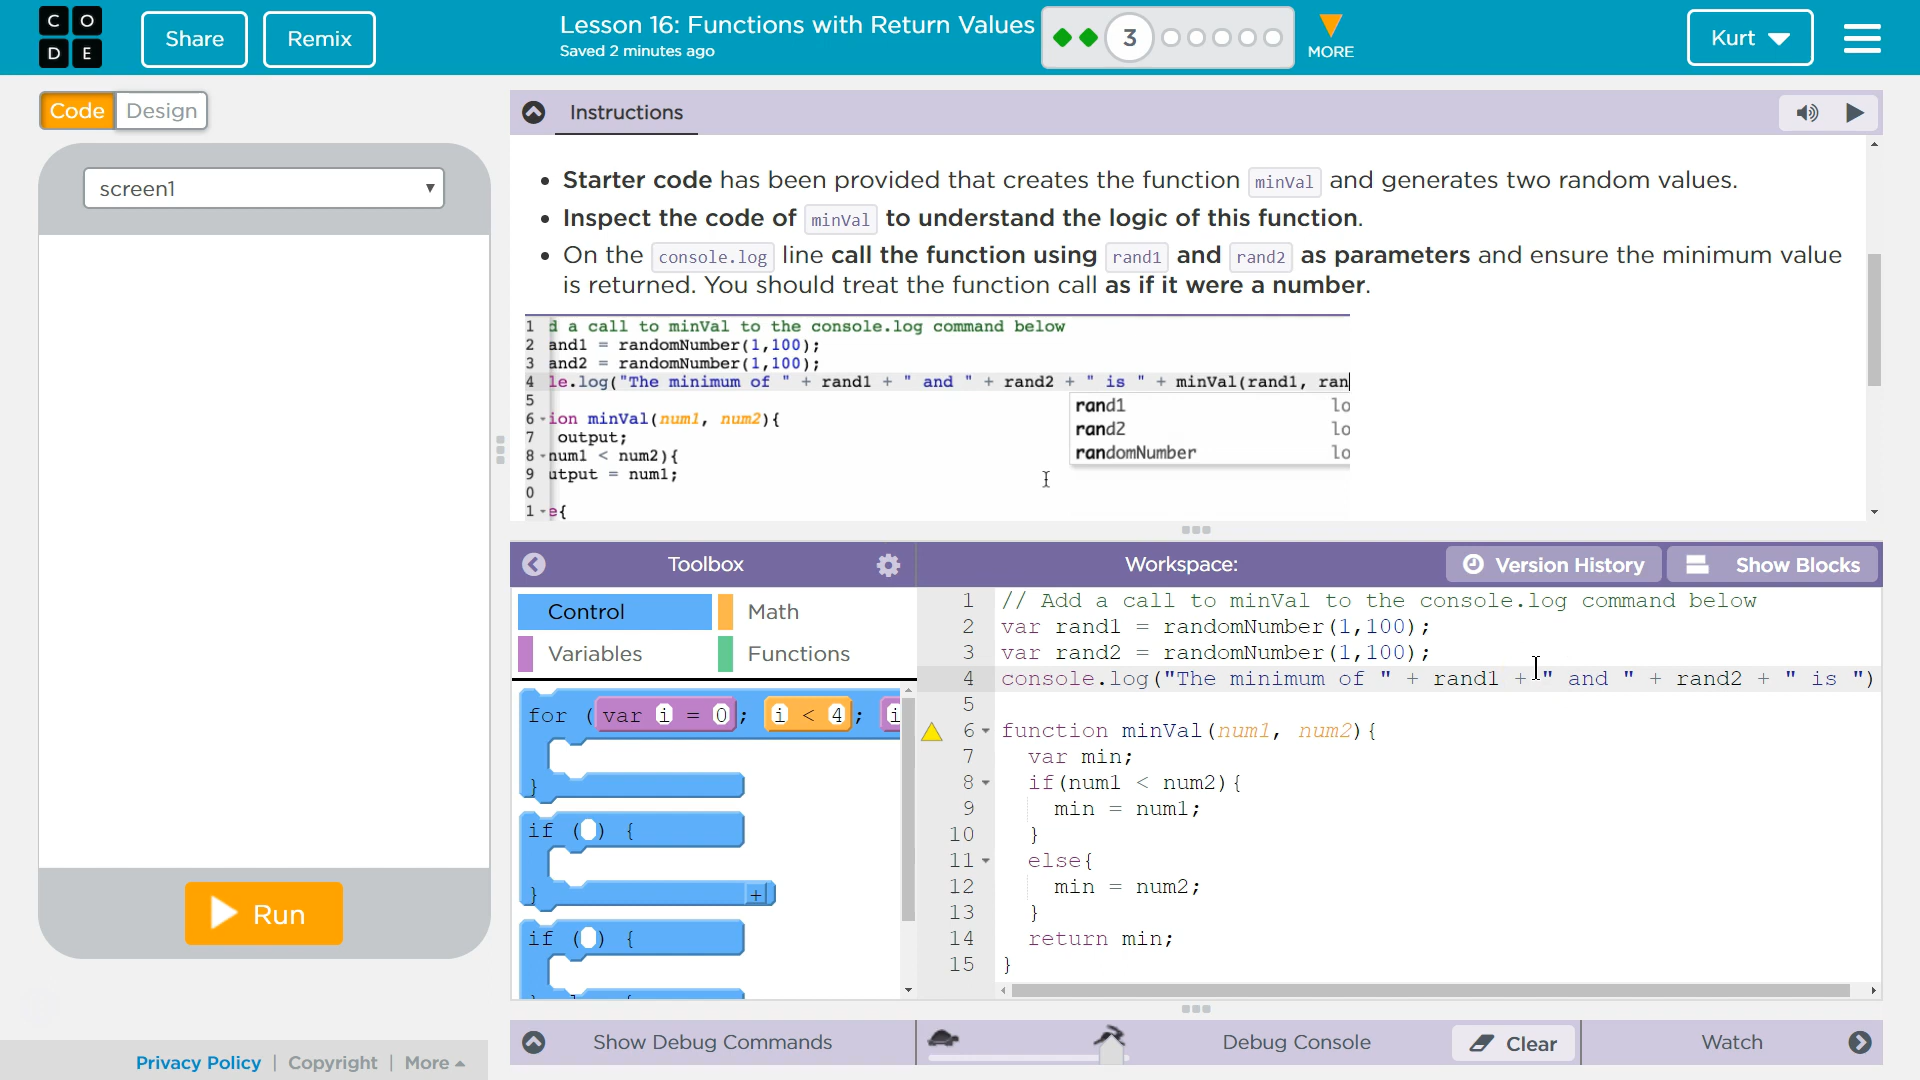 CODE
Share
Remix
Lesson 16: Functions with Return Values
Saved 2 minutes ago
3
MORE
Kurt
Code
Design
screen1
Run
Privacy Policy | Copyright | More
Instructions
• Starter code has been provided that creates the function minVal and generates two random values.
• Inspect the code of minVal to understand the logic of this function.
• On the console.log line call the function using rand1 and rand2 as parameters and ensure the minimum value
is returned. You should treat the function call as if it were a number.
1 d a call to minVal to the console.log command below
2 and1 = randomNumber(1,100);
3 and2 = randomNumber(1,100);
4 le.log("The minimum of " + rand1 + " and " + rand2 + " is " + minVal(rand1, ran
5
6 ion minVal(num1, num2){
7 output;
8 num1 < num2){
9 utput = num1;
0
1 e{
rand1 lo
rand2 lo
randomNumber lo
Toolbox
Control
Math
Variables
Functions
for (var i = 0; i < 4; i
}
if () {
}
+
if () {
Workspace:
Version History
Show Blocks
1 // Add a call to minVal to the console.log command below
2 var rand1 = randomNumber(1,100);
3 var rand2 = randomNumber(1,100);
4 console.log("The minimum of " + rand1 + " and " + rand2 + " is ")
5
6 function minVal(num1, num2){
7 var min;
8 if(num1 < num2){
9 min = num1;
10 }
11 else{
12 min = num2;
13 }
14 return min;
15 }
Show Debug Commands
Debug Console
Clear
Watch